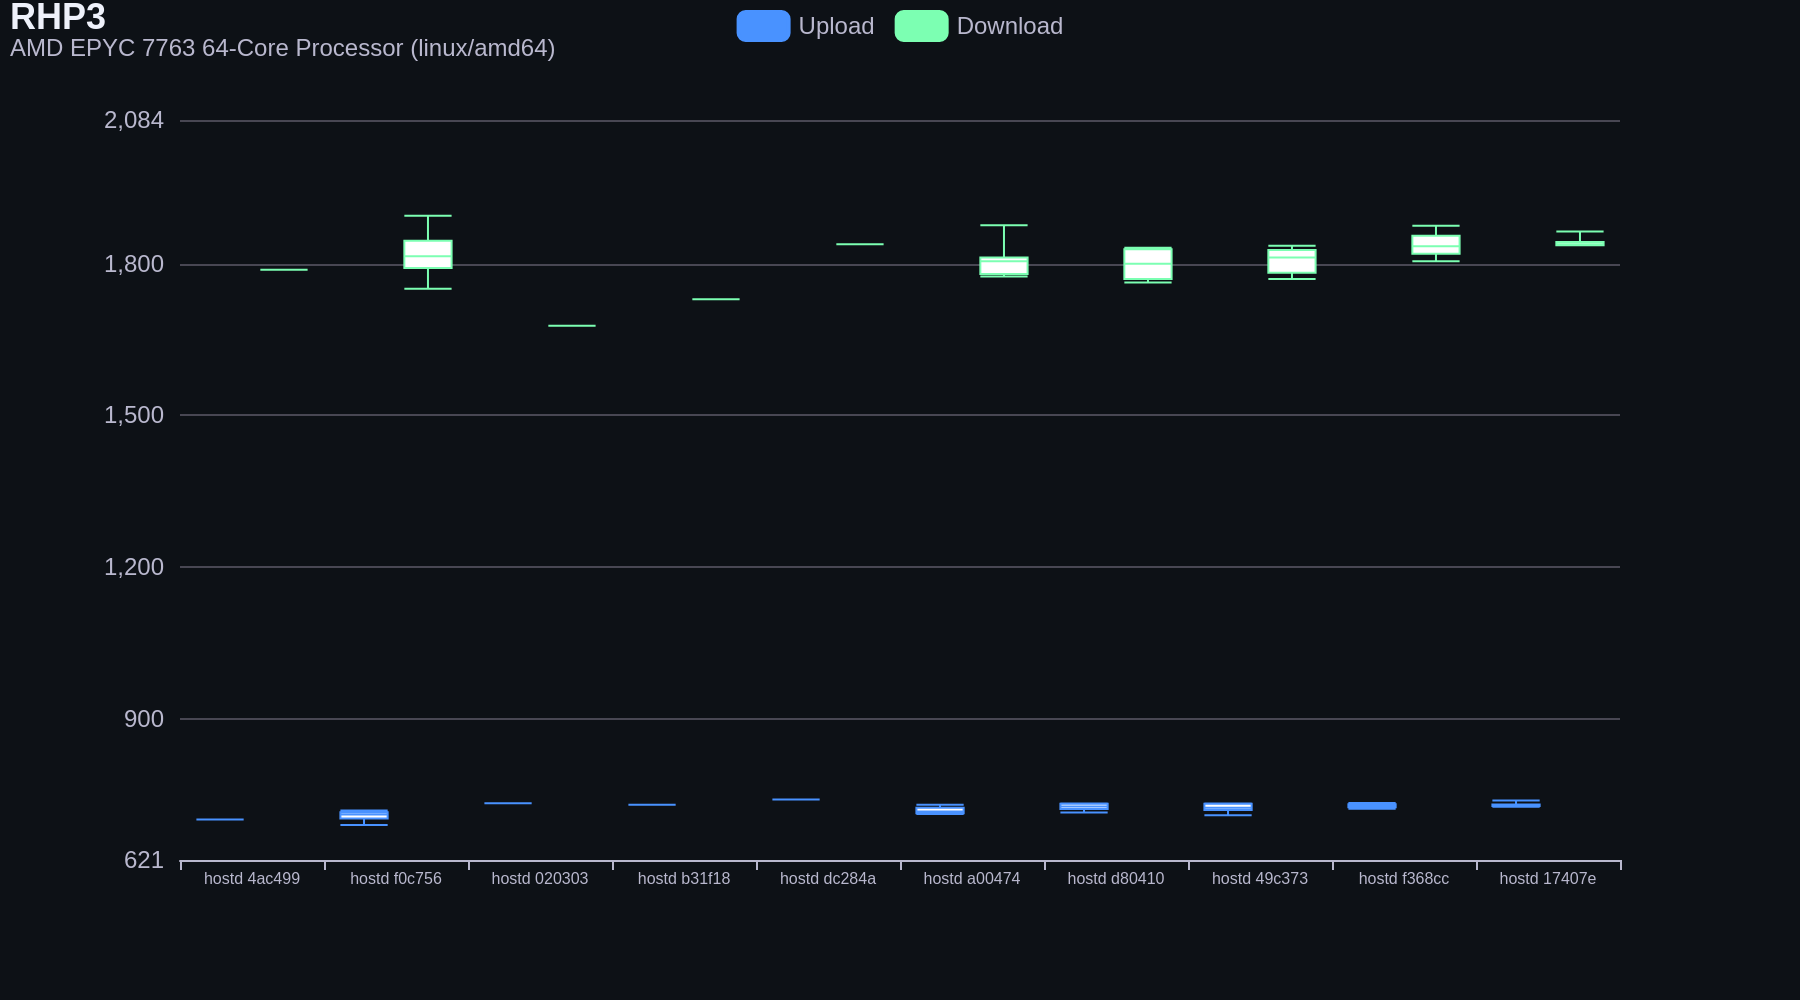 RHP3
AMD EPYC 7763 64-Core Processor (linux/amd64)
Upload
Download
2,084
1,800
1,500
1,200
900
621
hostd 4ac499
hostd f0c756
hostd 020303
hostd b31f18
hostd dc284a
hostd a00474
hostd d80410
hostd 49c373
hostd f368cc
hostd 17407e